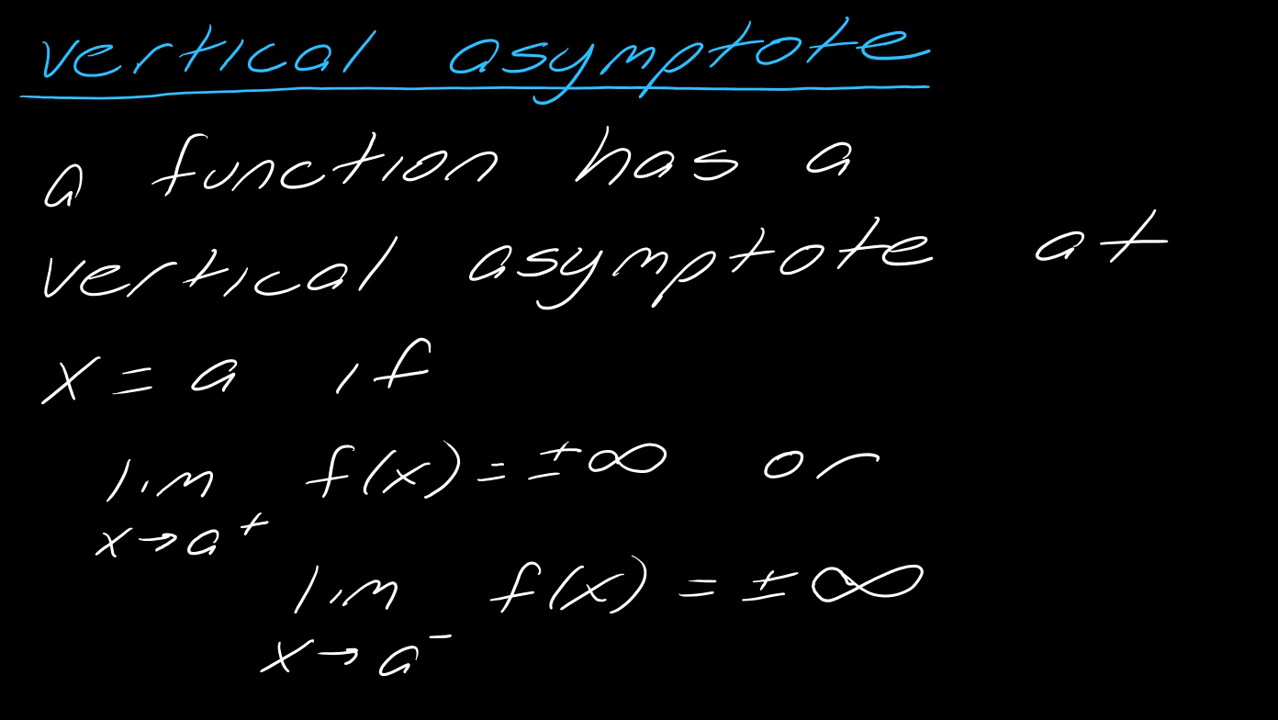 vertical asymptote
a function has a
vertical asymptote at
x = a if
lim f(x) = ±∞ or
x→a⁺
lim f(x) = ±∞
x→a⁻